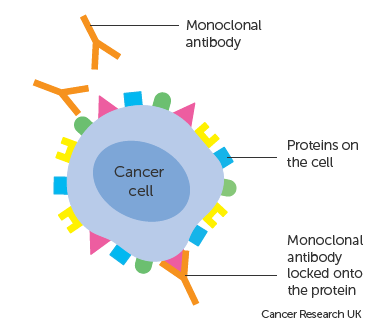 Monoclonal
antibody
Proteins on
the cell
Cancer
cell
Monoclonal
antibody
locked onto
the protein
Cancer Research UK